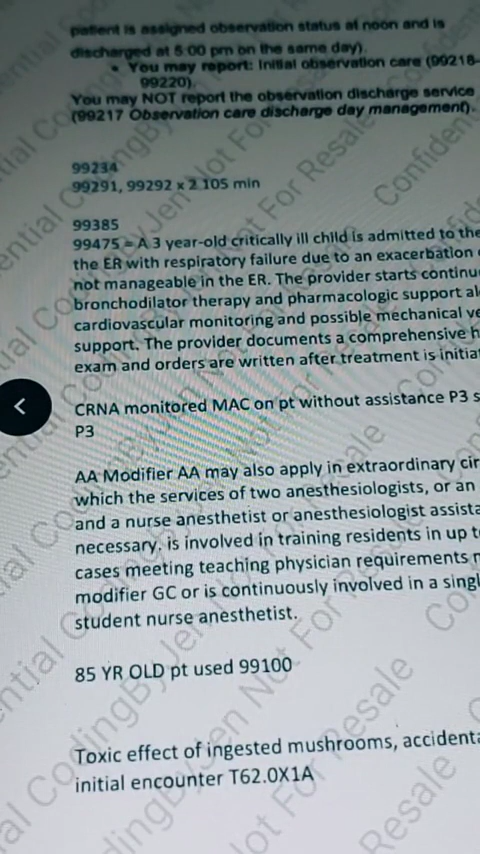 patient is assigned observation status at noon and is
discharged at 5:00 pm on the same day).
• You may report: Initial observation care (99218-
99220).
You may NOT report the observation discharge service
(99217 Observation care discharge day management).
99234
99291, 99292 x 2 105 min
99385
99475 = A 3 year-old critically ill child is admitted to the
the ER with respiratory failure due to an exacerbation
not manageable in the ER. The provider starts
bronchodilator therapy and pharmacologic support
cardiovascular monitoring and possible mechanical
support. The provider documents a comprehensive
exam and orders are written after treatment is
CRNA monitored MAC on pt without assistance P3
P3
AA Modifier AA may also apply in extraordinary
which the services of two anesthesiologists, or an
and a nurse anesthetist or anesthesiologist
necessary. is involved in training residents in up
cases meeting teaching physician requirements
modifier GC or is continuously involved in a
student nurse anesthetist.
85 YR OLD pt used 99100
Toxic effect of ingested mushrooms,
initial encounter T62.0X1A